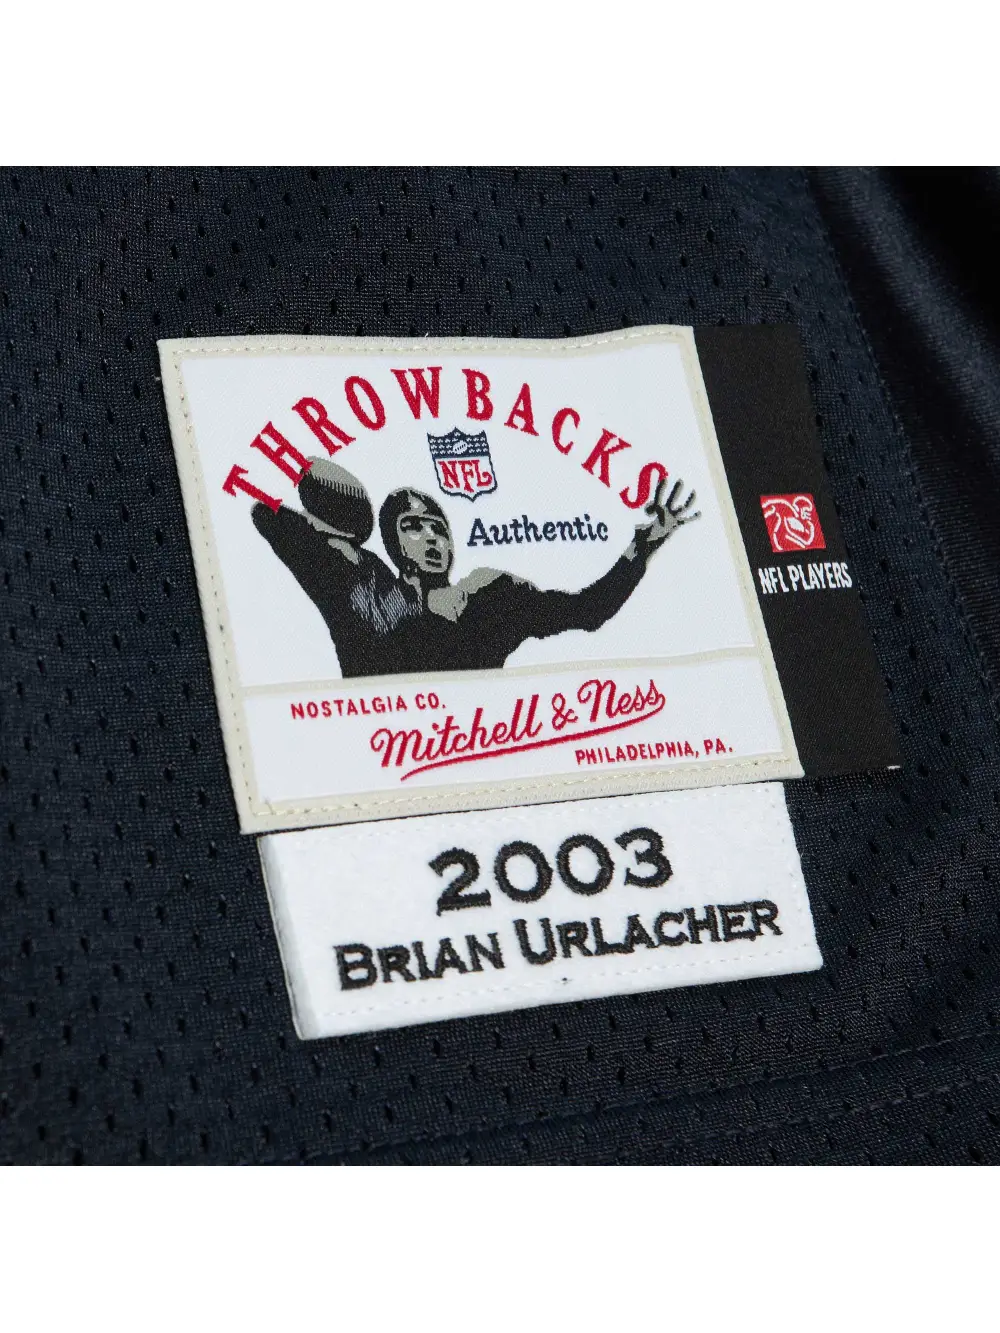 THROWBACKS
NFL
Authentic
NFL PLAYERS
NOSTALGIA CO.
Mitchell & Ness
PHILADELPHIA, PA.
2003
BRIAN URLACHER